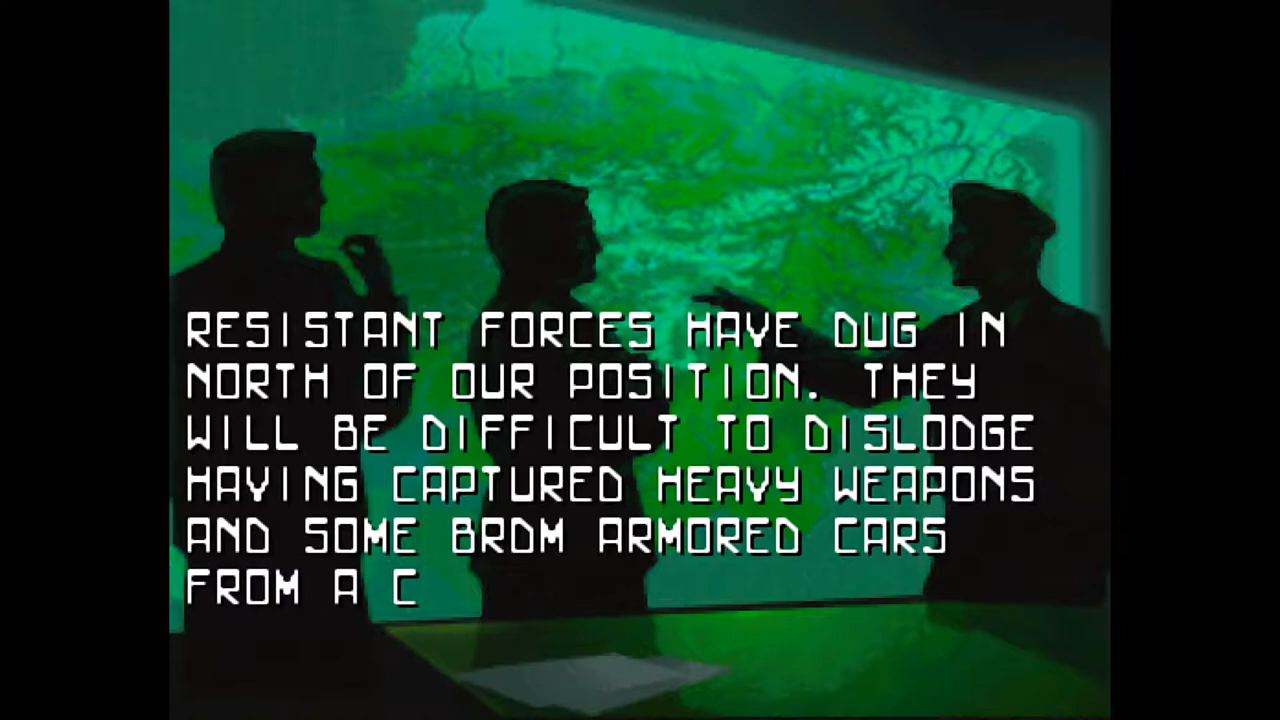 RESISTANT FORCES HAVE DUG IN
NORTH OF OUR POSITION. THEY
WILL BE DIFFICULT TO DISLODGE
HAVING CAPTURED HEAVY WEAPONS
AND SOME BRDM ARMORED CARS
FROM A C